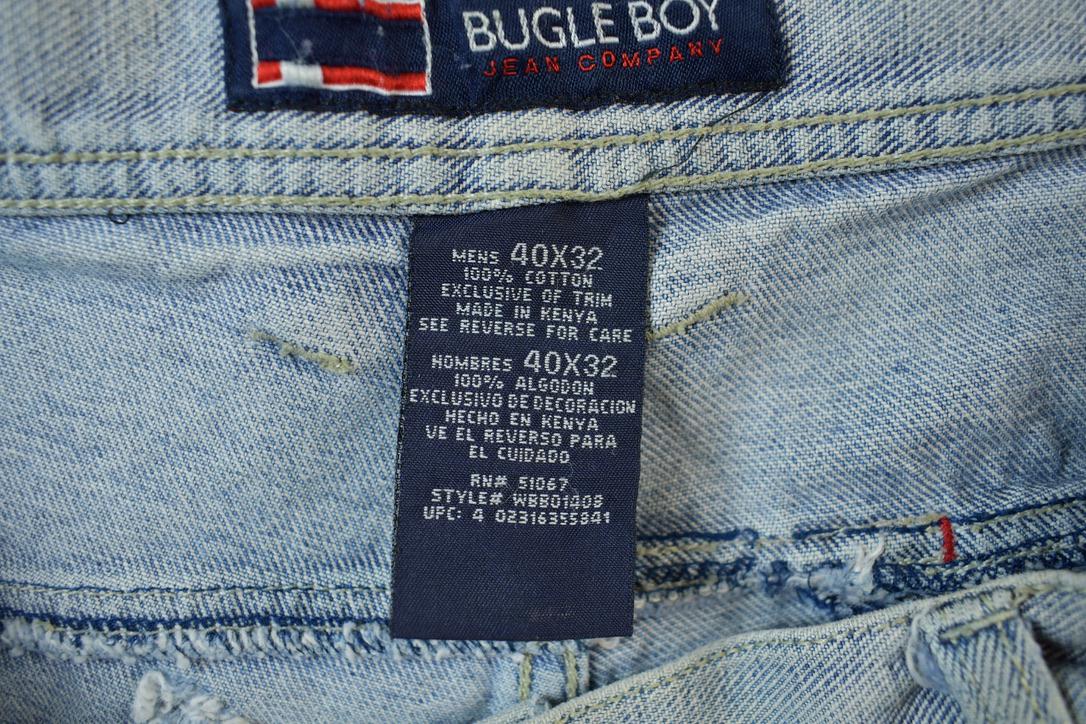 BUGLE BOY
JEAN COMPANY
MENS 40X32
100% COTTON
EXCLUSIVE OF TRIM
MADE IN KENYA
SEE REVERSE FOR CARE
HOMBRES 40X32
100% ALGODON
EXCLUSIVO DE DECORACION
HECHO EN KENYA
VE EL REVERSO PARA
EL CUIDADO
RN# 51067
STYLE# WBB01408
UPC: 4 02316355841